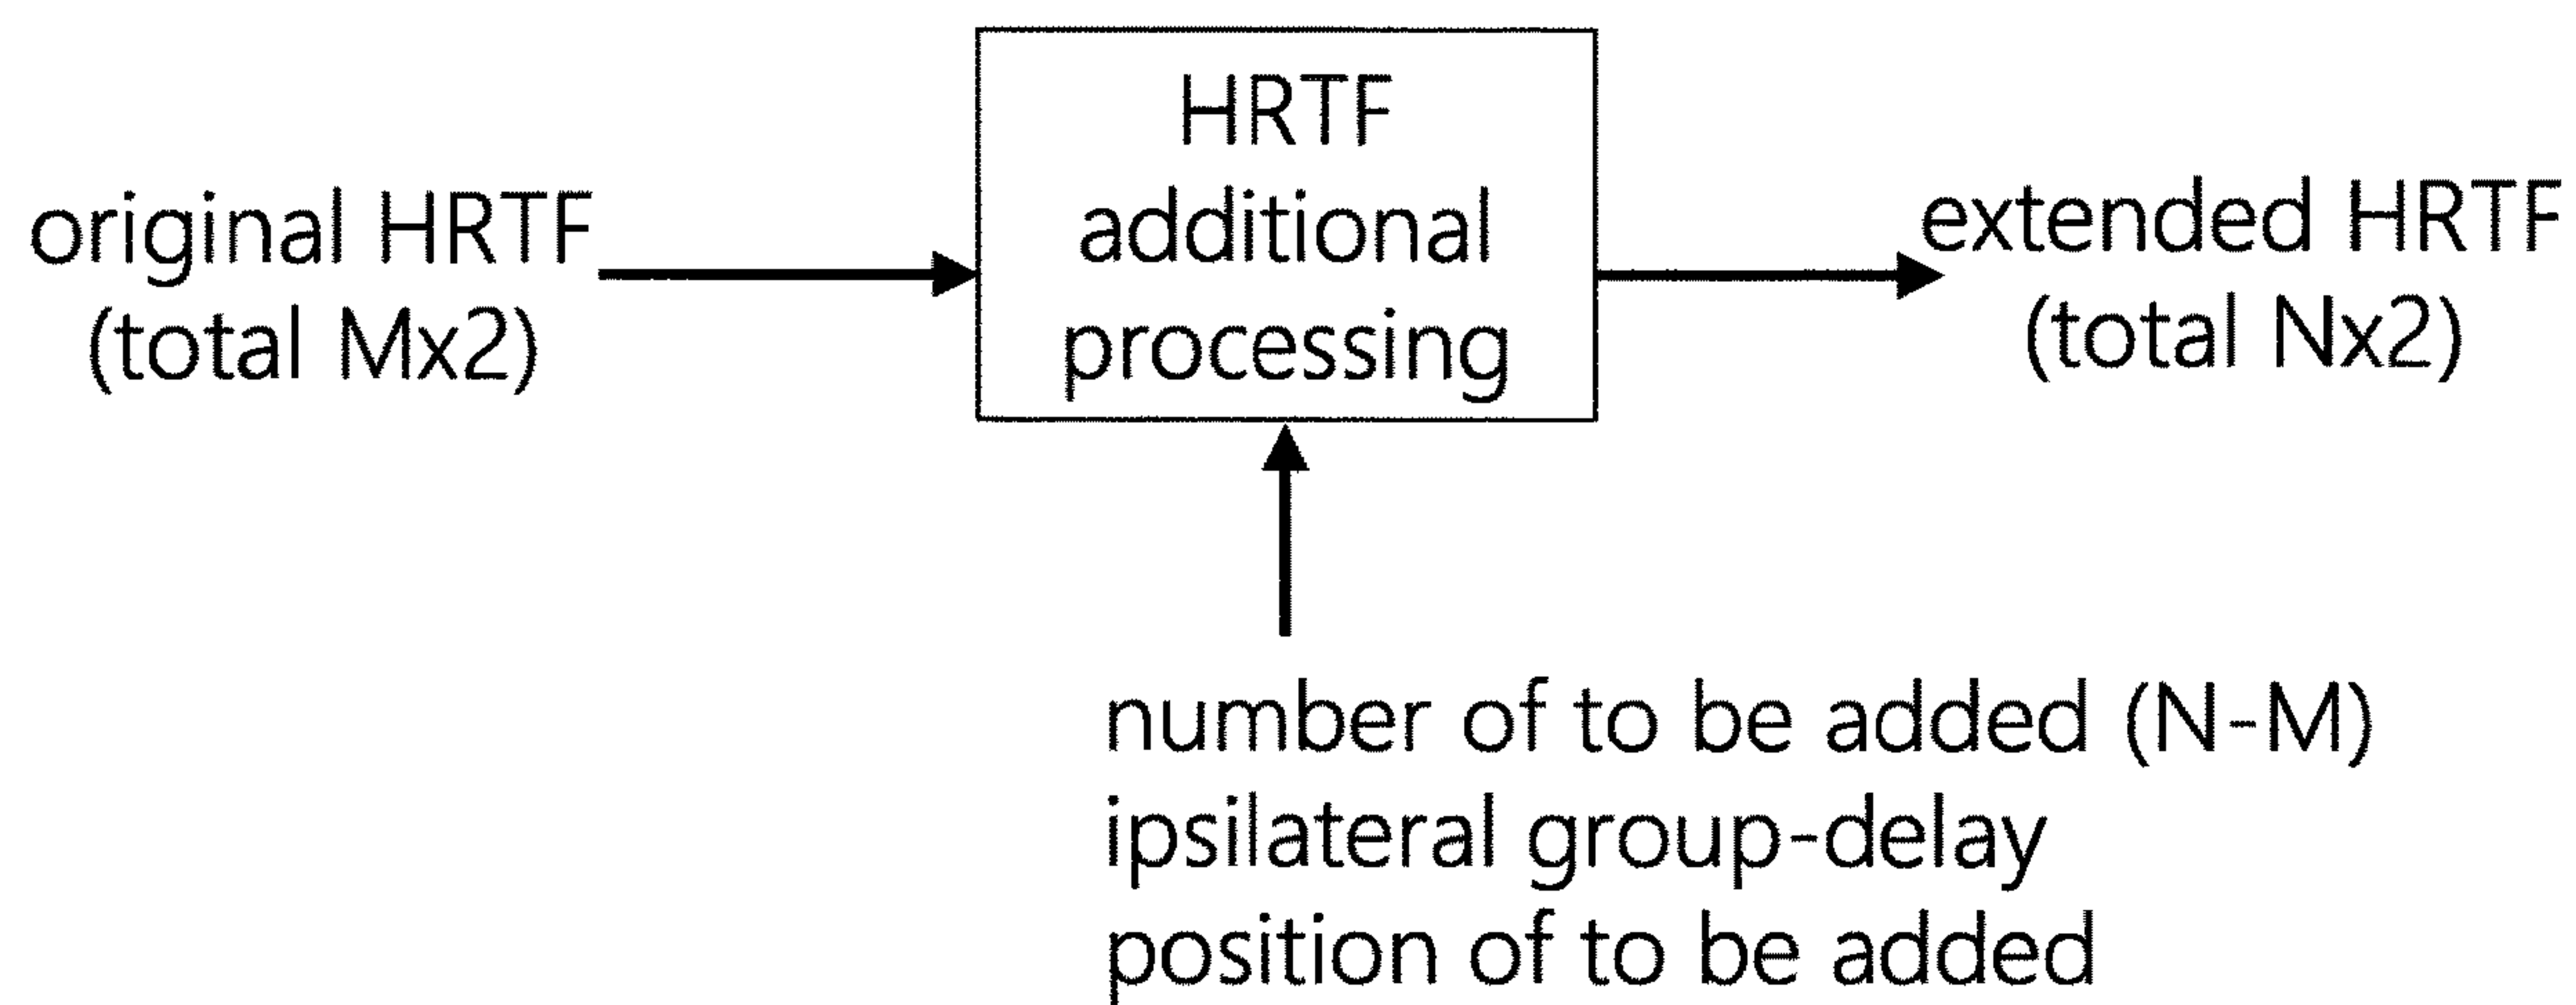 original HRTF
(total Mx2)
HRTF
additional
processing
extended HRTF
(total Nx2)
number of to be added (N-M)
ipsilateral group-delay
position of to be added